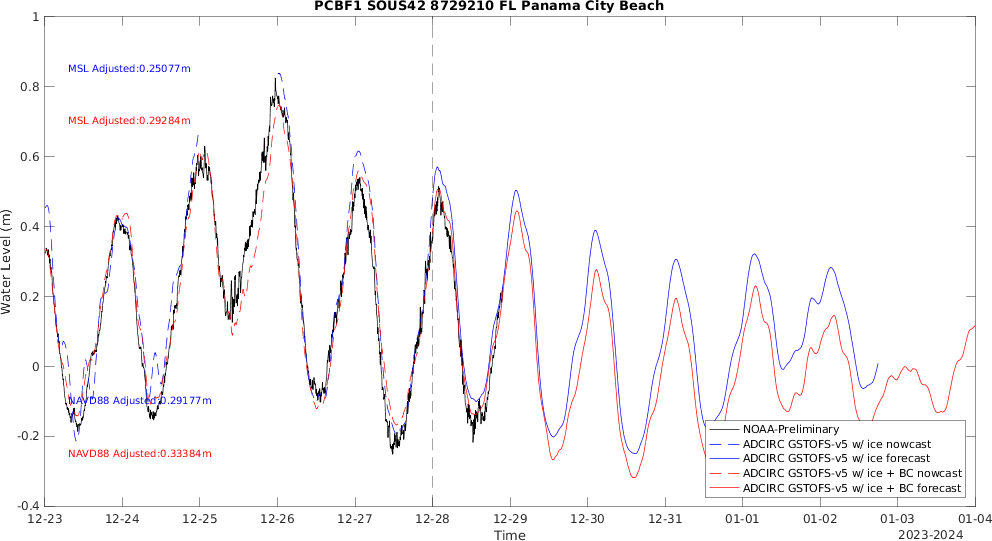 PCBF1 SOUS42 8729210 FL Panama City Beach
1
0.8
0.6
0.4
0.2
0
-0.2
-0.4
Water Level (m)
MSL Adjusted:0.25077m
MSL Adjusted:0.29284m
NAVD88 Adjusted:0.29177m
NAVD88 Adjusted:0.33384m
NOAA-Preliminary
ADCIRC GSTOFS-v5 w/ ice nowcast
ADCIRC GSTOFS-v5 w/ ice forecast
ADCIRC GSTOFS-v5 w/ ice + BC nowcast
ADCIRC GSTOFS-v5 w/ ice + BC forecast
12-23 12-24 12-25 12-26 12-27 12-28 12-29 12-30 12-31 01-01 01-02 01-03 01-04
Time
2023-2024